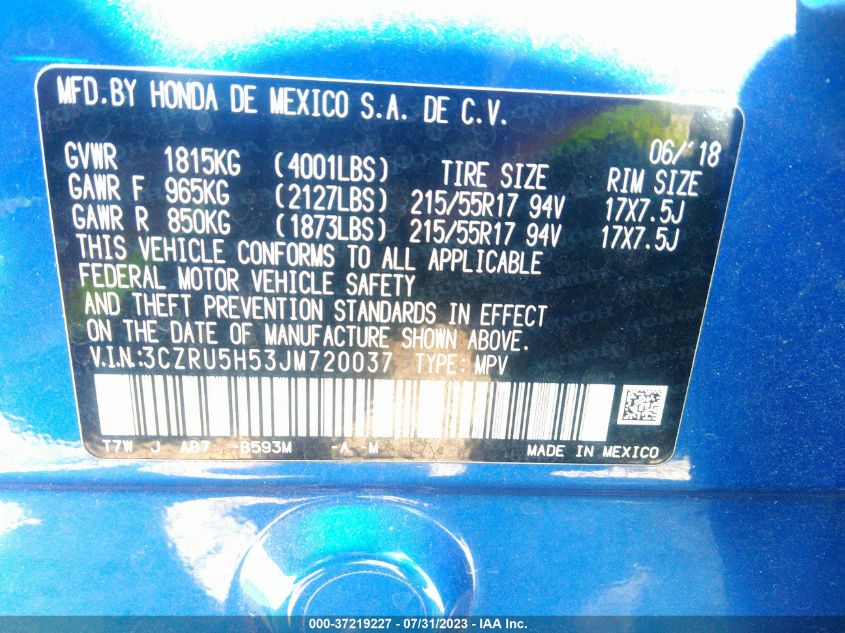 MFD.BY HONDA DE MEXICO S.A. DE C.V.
06/'18
GVWR 1815KG (4001LBS) TIRE SIZE RIM SIZE
GAWR F 965KG (2127LBS) 215/55R17 94V 17X7.5J
GAWR R 850KG (1873LBS) 215/55R17 94V 17X7.5J
THIS VEHICLE CONFORMS TO ALL APPLICABLE
FEDERAL MOTOR VEHICLE SAFETY
AND THEFT PREVENTION STANDARDS IN EFFECT
ON THE DATE OF MANUFACTURE SHOWN ABOVE.
V.I.N.:3CZRU5H53JM720037 TYPE: MPV
T7W J A67 -B593M -A -M MADE IN MEXICO
000-37219227 - 07/31/2023 - IAA Inc.